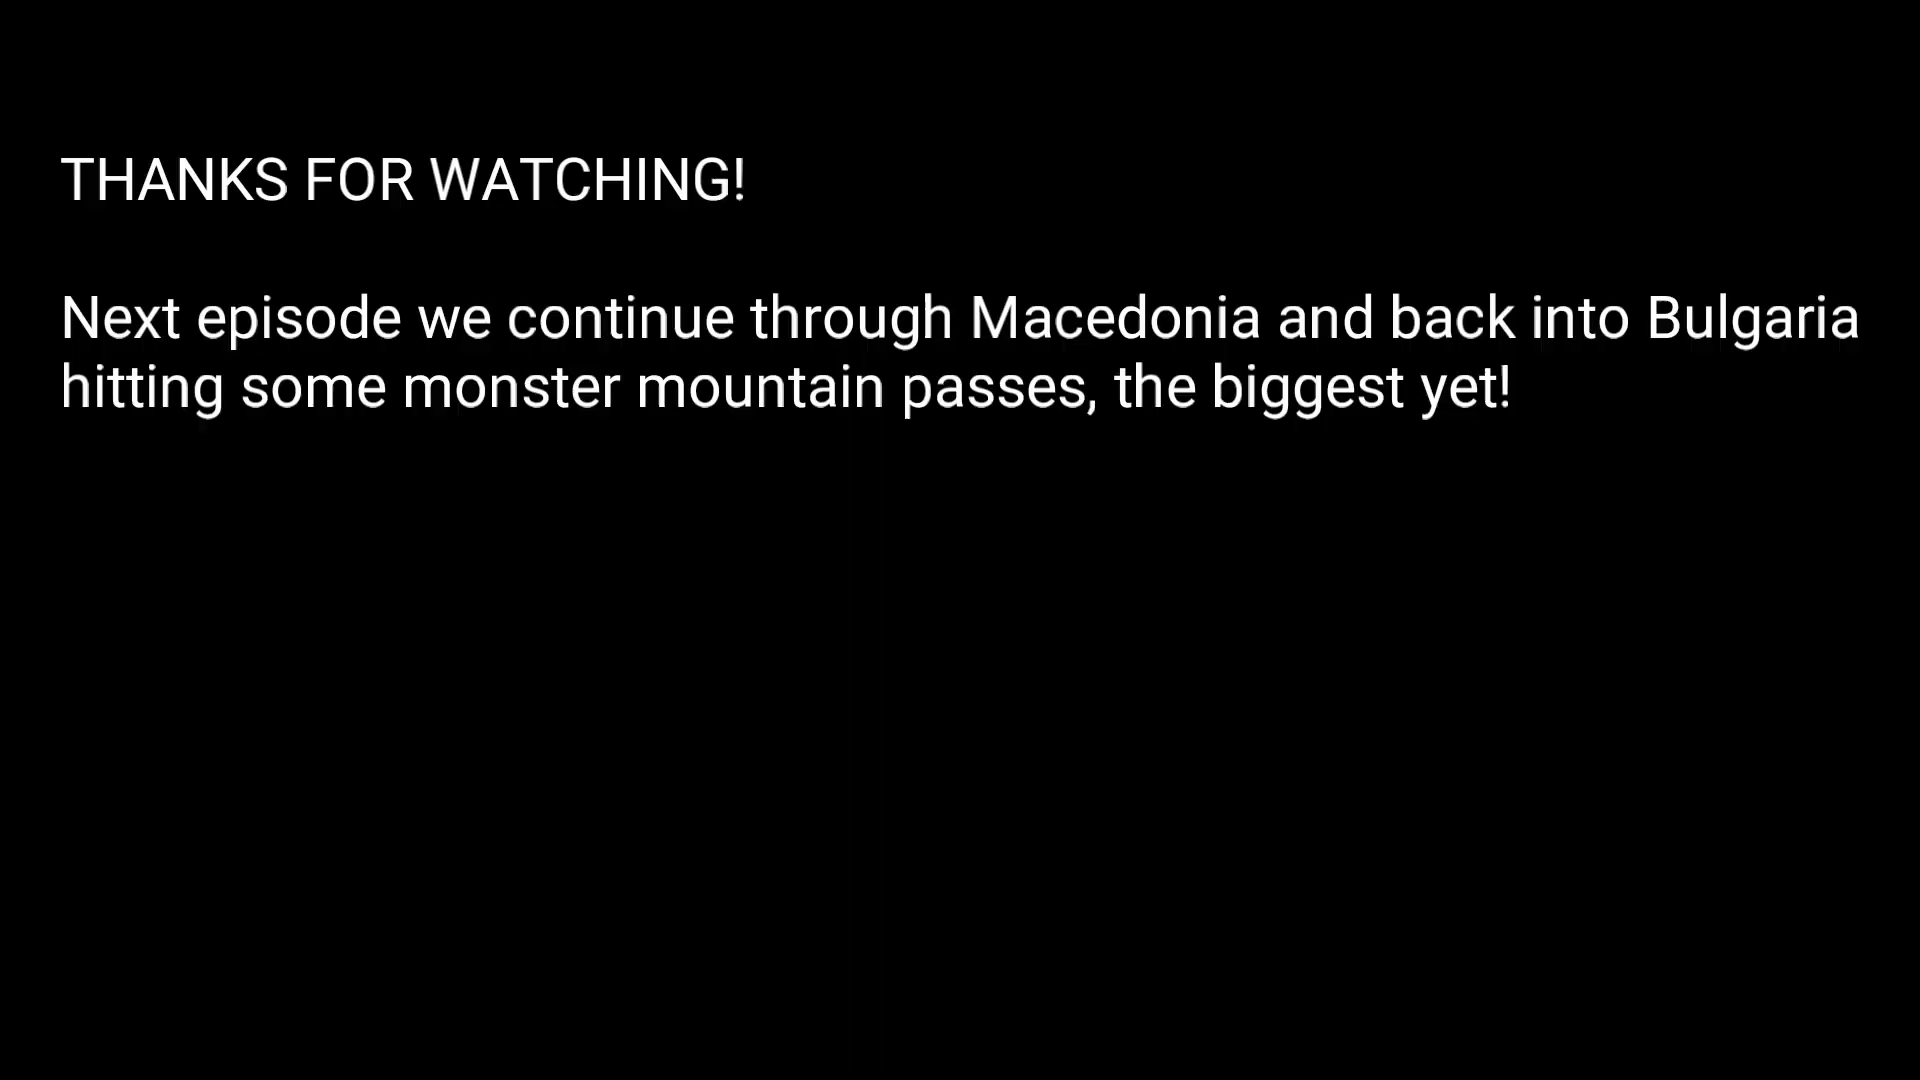 THANKS FOR WATCHING!
Next episode we continue through Macedonia and back into Bulgaria
hitting some monster mountain passes, the biggest yet!